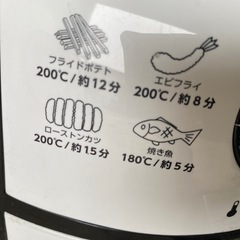 フライドポテト
200℃/約12分
エビフライ
200℃/約8分
ローストンカツ
200℃/約15分
焼き魚
180℃/約5分